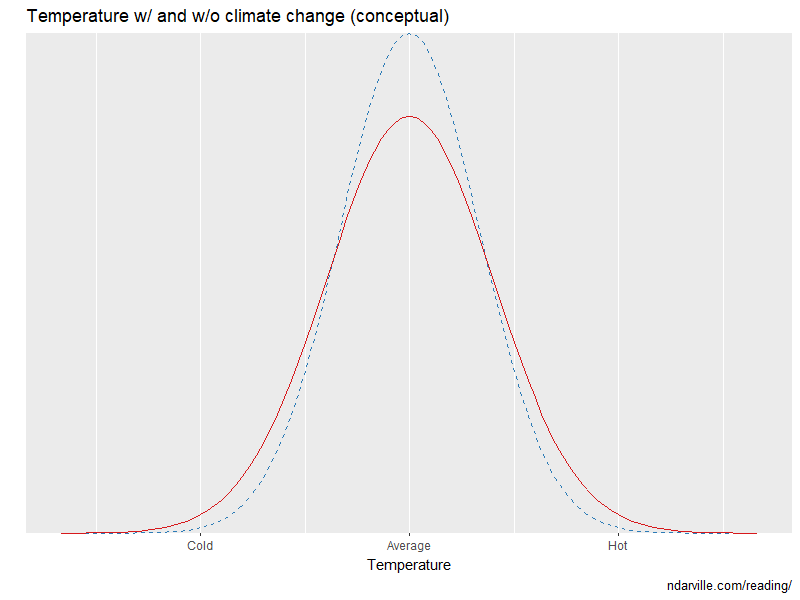 Temperature w/ and w/o climate change (conceptual)
Cold Average Hot
Temperature
ndarville.com/reading/